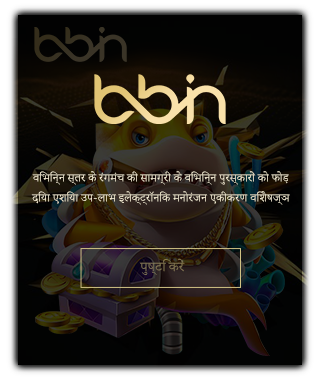 bbin
bbin
वभिनि्न स्तर के रंगमंच की सामग्री के वभिनि्न पुरस्कारों को फोड़
दयिा एशयिा उप-लाभ इलेक्ट्रॉनकि मनोरंजन एकीकरण वशिेषज्ञ
पुष्टि करें